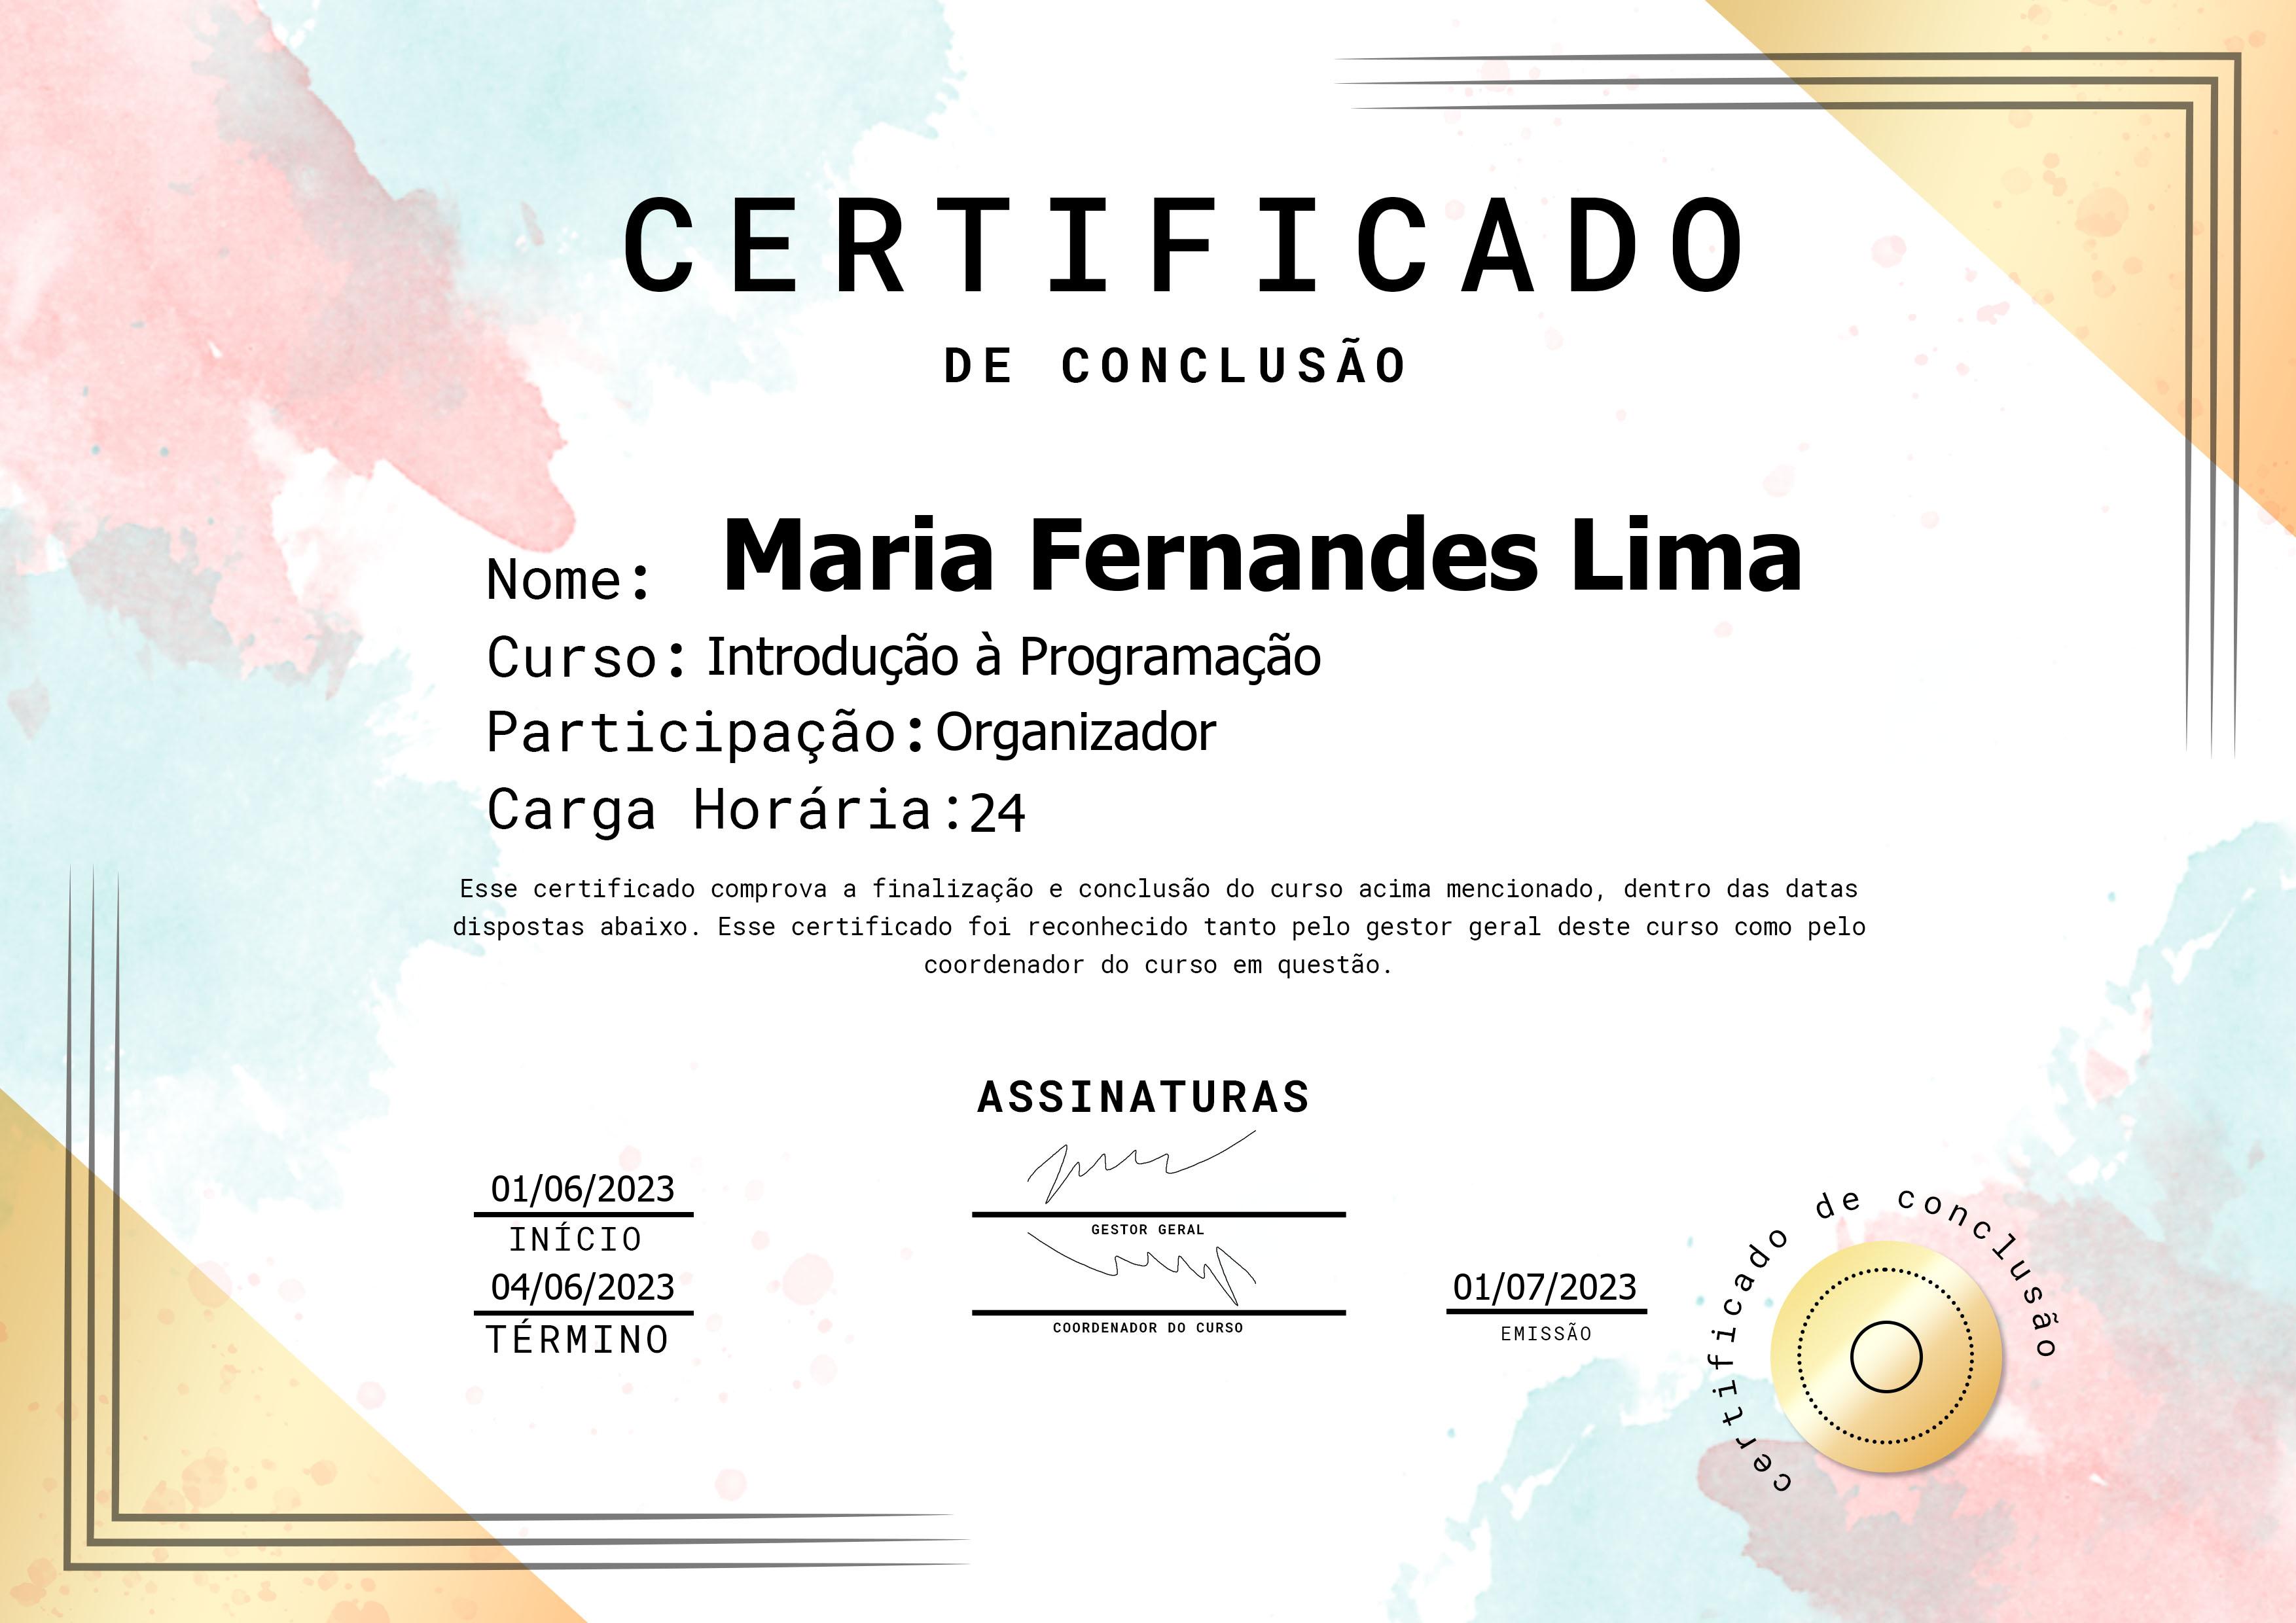 CERTIFICADO
DE CONCLUSÃO
Nome: Maria Fernandes Lima
Curso: Introdução à Programação
Participação: Organizador
Carga Horária: 24
Esse certificado comprova a finalização e conclusão do curso acima mencionado, dentro das datas
dispostas abaixo. Esse certificado foi reconhecido tanto pelo gestor geral deste curso como pelo
coordenador do curso em questão.
ASSINATURAS
01/06/2023
INÍCIO
GESTOR GERAL
04/06/2023
TÉRMINO
COORDENADOR DO CURSO
01/07/2023
EMISSÃO
certificado de conclusão